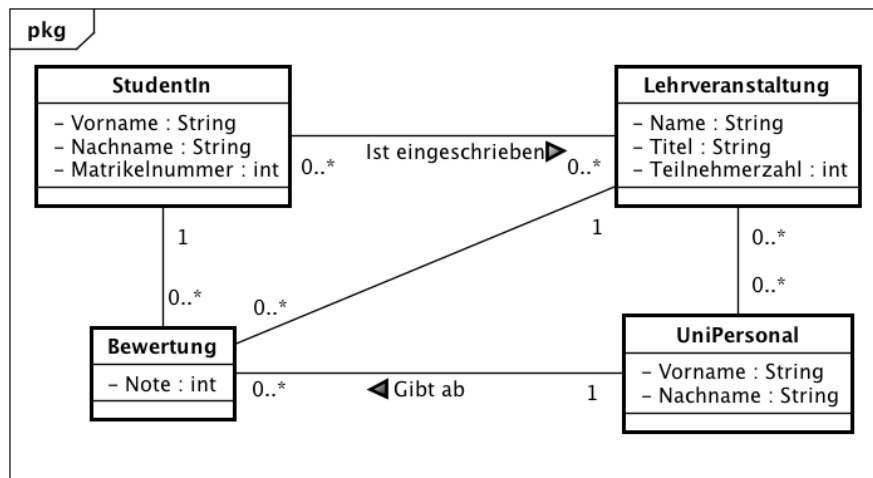 pkg
StudentIn
- Vorname : String
- Nachname : String
- Matrikelnummer : int
Lehrveranstaltung
- Name : String
- Titel : String
- Teilnehmerzahl : int
Ist eingeschrieben
0..*
0..*
1
0..*
1
0..*
0..*
0..*
Bewertung
- Note : int
UniPersonal
- Vorname : String
- Nachname : String
0..*
Gibt ab
1